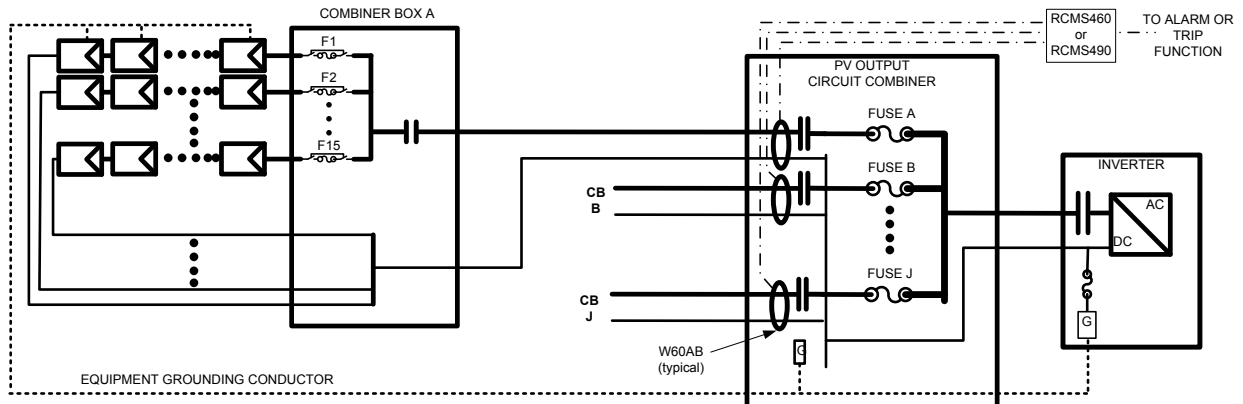 COMBINER BOX A
F1
F2
F15
RCMS460
or
RCMS490
TO ALARM OR
TRIP
FUNCTION
PV OUTPUT
CIRCUIT COMBINER
FUSE A
FUSE B
FUSE J
CB
B
CB
J
W60AB
(typical)
G
INVERTER
AC
DC
G
EQUIPMENT GROUNDING CONDUCTOR